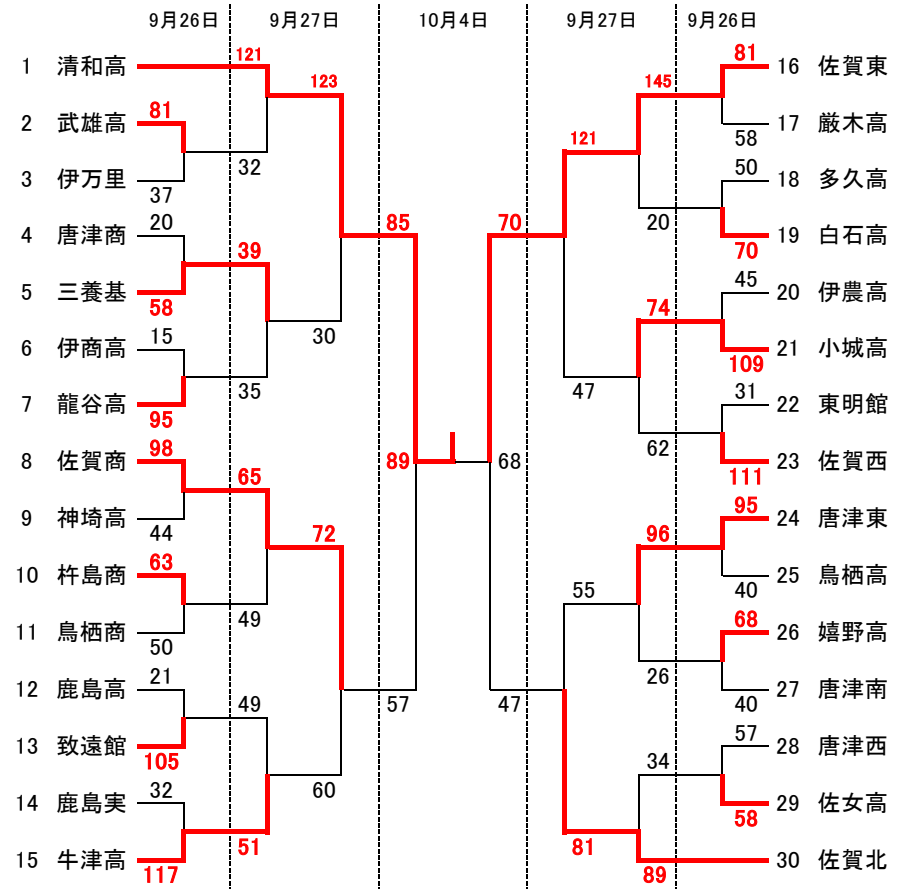 9月26日 9月27日 10月4日 9月27日 9月26日
1 清和高 121 123 145 81 16 佐賀東
2 武雄高 81 32 121 58 17 厳木高
3 伊万里 37 50 18 多久高
4 唐津商 20 39 85 70 20 70 19 白石高
5 三養基 58 30 74 45 20 伊農高
6 伊商高 15 109 21 小城高
7 龍谷高 95 35 47 31 22 東明館
8 佐賀商 98 65 89 68 62 111 23 佐賀西
9 神埼高 44 72 96 95 24 唐津東
10 杵島商 63 49 55 40 25 鳥栖高
11 鳥栖商 50 68 26 嬉野高
12 鹿島高 21 49 57 47 26 40 27 唐津南
13 致遠館 105 60 34 57 28 唐津西
14 鹿島実 32 58 29 佐女高
15 牛津高 117 51 81 89 30 佐賀北